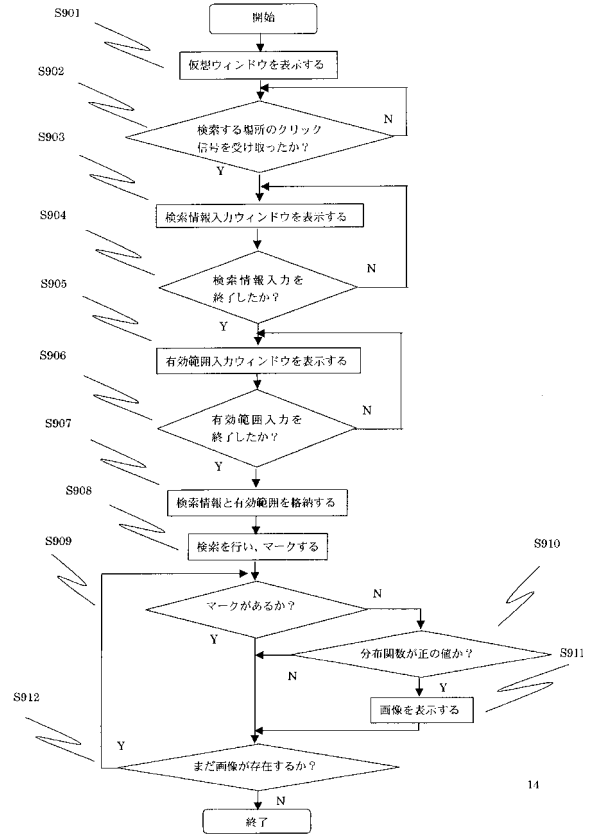 S901
開始
仮想ウィンドウを表示する
S902
N
検索する場所のクリック
信号を受け取ったか？
S903
Y
検索情報入力ウィンドウを表示する
S904
N
検索情報入力を
終了したか？
S905
Y
有効範囲入力ウィンドウを表示する
S906
N
有効範囲入力を
終了したか？
S907
Y
検索情報と有効範囲を格納する
S908
検索を行い、マークする
S909
S910
N
マークがあるか？
Y
分布関数が正の値か？
S911
N
Y
画像を表示する
S912
Y
まだ画像が存在するか？
14
N
終了